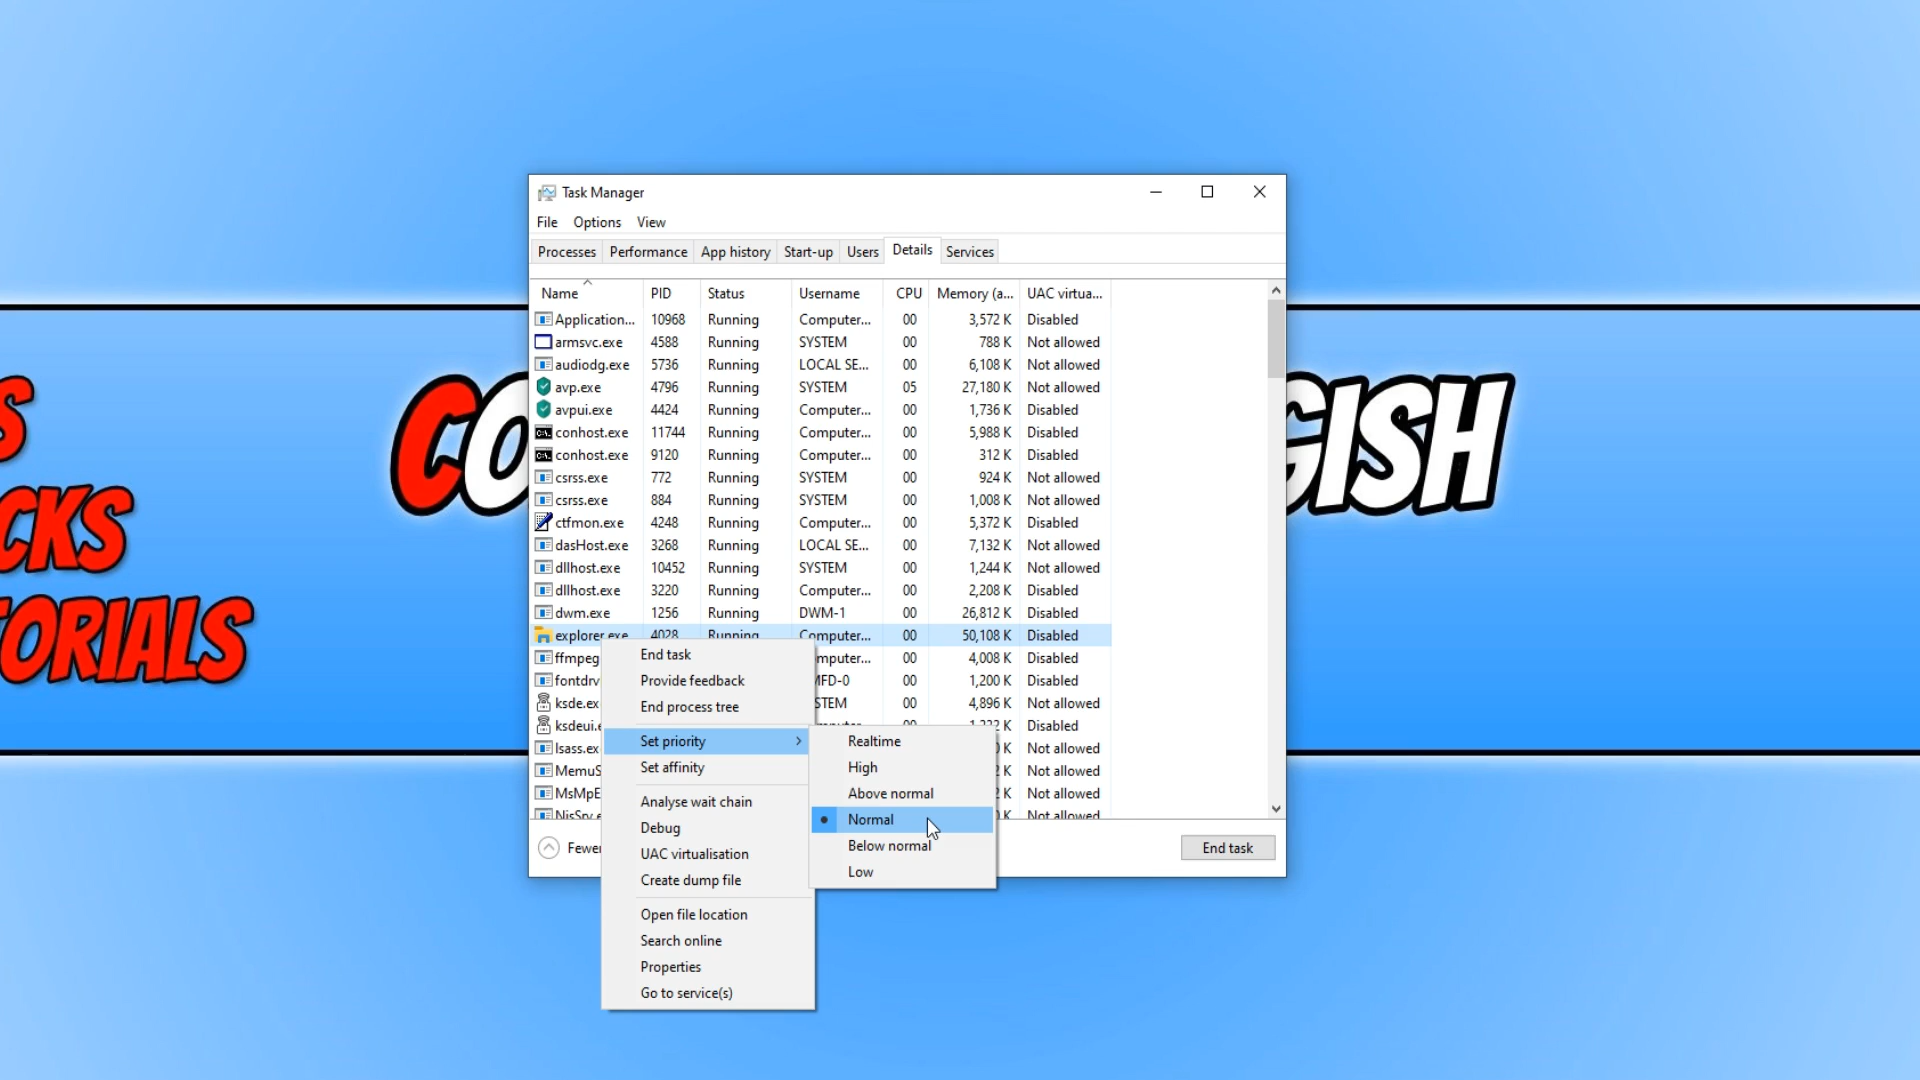 Task Manager
File Options View
Processes Performance App history Start-up Users Details Services
Name PID Status Username CPU Memory (a... UAC virtua...
Application... 10968 Running Computer... 00 3,572 K Disabled
armsvc.exe 4588 Running SYSTEM 00 788 K Not allowed
audiodg.exe 5736 Running LOCAL SE... 00 6,108 K Not allowed
avp.exe 4796 Running SYSTEM 05 27,180 K Not allowed
avpui.exe 4424 Running Computer... 00 1,736 K Disabled
conhost.exe 11744 Running Computer... 00 5,988 K Disabled
conhost.exe 9120 Running Computer... 00 312 K Disabled
csrss.exe 772 Running SYSTEM 00 924 K Not allowed
csrss.exe 884 Running SYSTEM 00 1,008 K Not allowed
ctfmon.exe 4248 Running Computer... 00 5,372 K Disabled
dasHost.exe 3268 Running LOCAL SE... 00 7,132 K Not allowed
dllhost.exe 10452 Running SYSTEM 00 1,244 K Not allowed
dllhost.exe 3220 Running Computer... 00 2,208 K Disabled
dwm.exe 1256 Running DWM-1 00 26,812 K Disabled
explorer.exe 4028 Running Computer... 00 50,108 K Disabled
ffmpeg mputer... 00 4,008 K Disabled
fontdrv MFD-0 00 1,200 K Disabled
ksde.ex STEM 00 4,896 K Not allowed
ksdeui.e 00 Disabled
lsass.ex K Not allowed
MemuS K Not allowed
MsMpE K Not allowed
NisSrv.e K Not allowed
Fewer
End task
End task
Provide feedback
End process tree
Set priority
Set affinity
Analyse wait chain
Debug
UAC virtualisation
Create dump file
Open file location
Search online
Properties
Go to service(s)
Realtime
High
Above normal
Normal
Below normal
Low
S
CKS
TORIALS
CO GISH